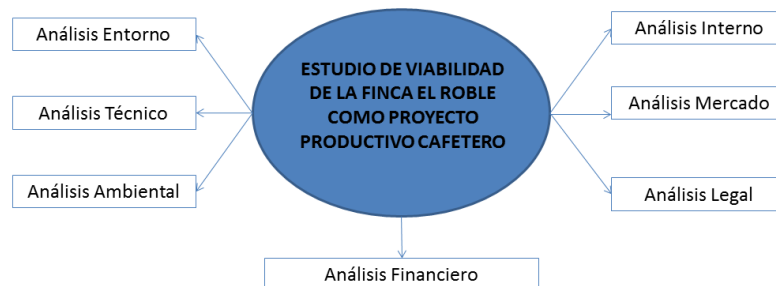 Análisis Entorno
Análisis Técnico
Análisis Ambiental
ESTUDIO DE VIABILIDAD
DE LA FINCA EL ROBLE
COMO PROYECTO
PRODUCTIVO CAFETERO
Análisis Interno
Análisis Mercado
Análisis Legal
Análisis Financiero